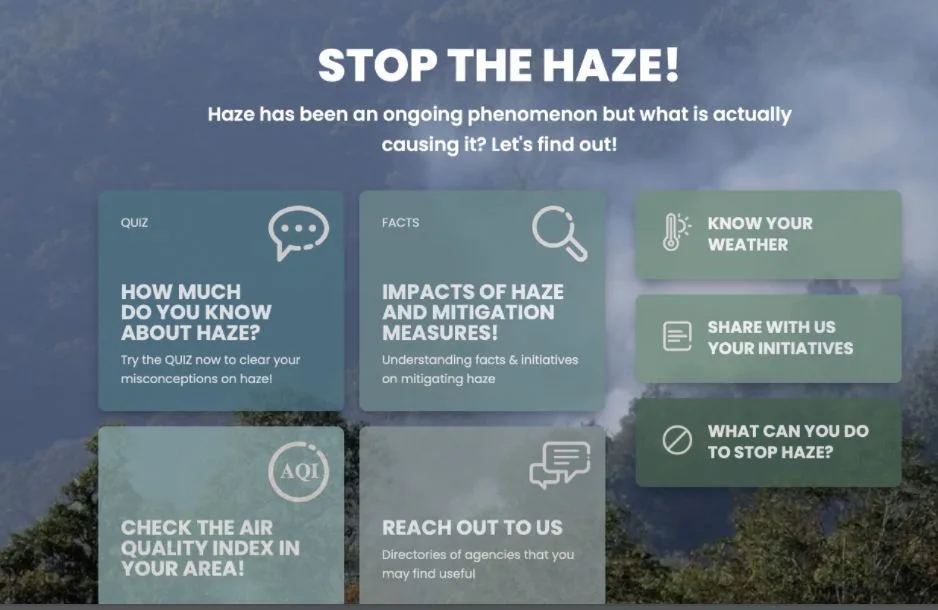 STOP THE HAZE!
Haze has been an ongoing phenomenon but what is actually
causing it? Let's find out!
QUIZ
HOW MUCH
DO YOU KNOW
ABOUT HAZE?
Try the QUIZ now to clear your
misconceptions on haze!
FACTS
IMPACTS OF HAZE
AND MITIGATION
MEASURES!
Understanding facts & initiatives
on mitigating haze
KNOW YOUR
WEATHER
SHARE WITH US
YOUR INITIATIVES
WHAT CAN YOU DO
TO STOP HAZE?
AQI
CHECK THE AIR
QUALITY INDEX IN
YOUR AREA!
REACH OUT TO US
Directories of agencies that you
may find useful